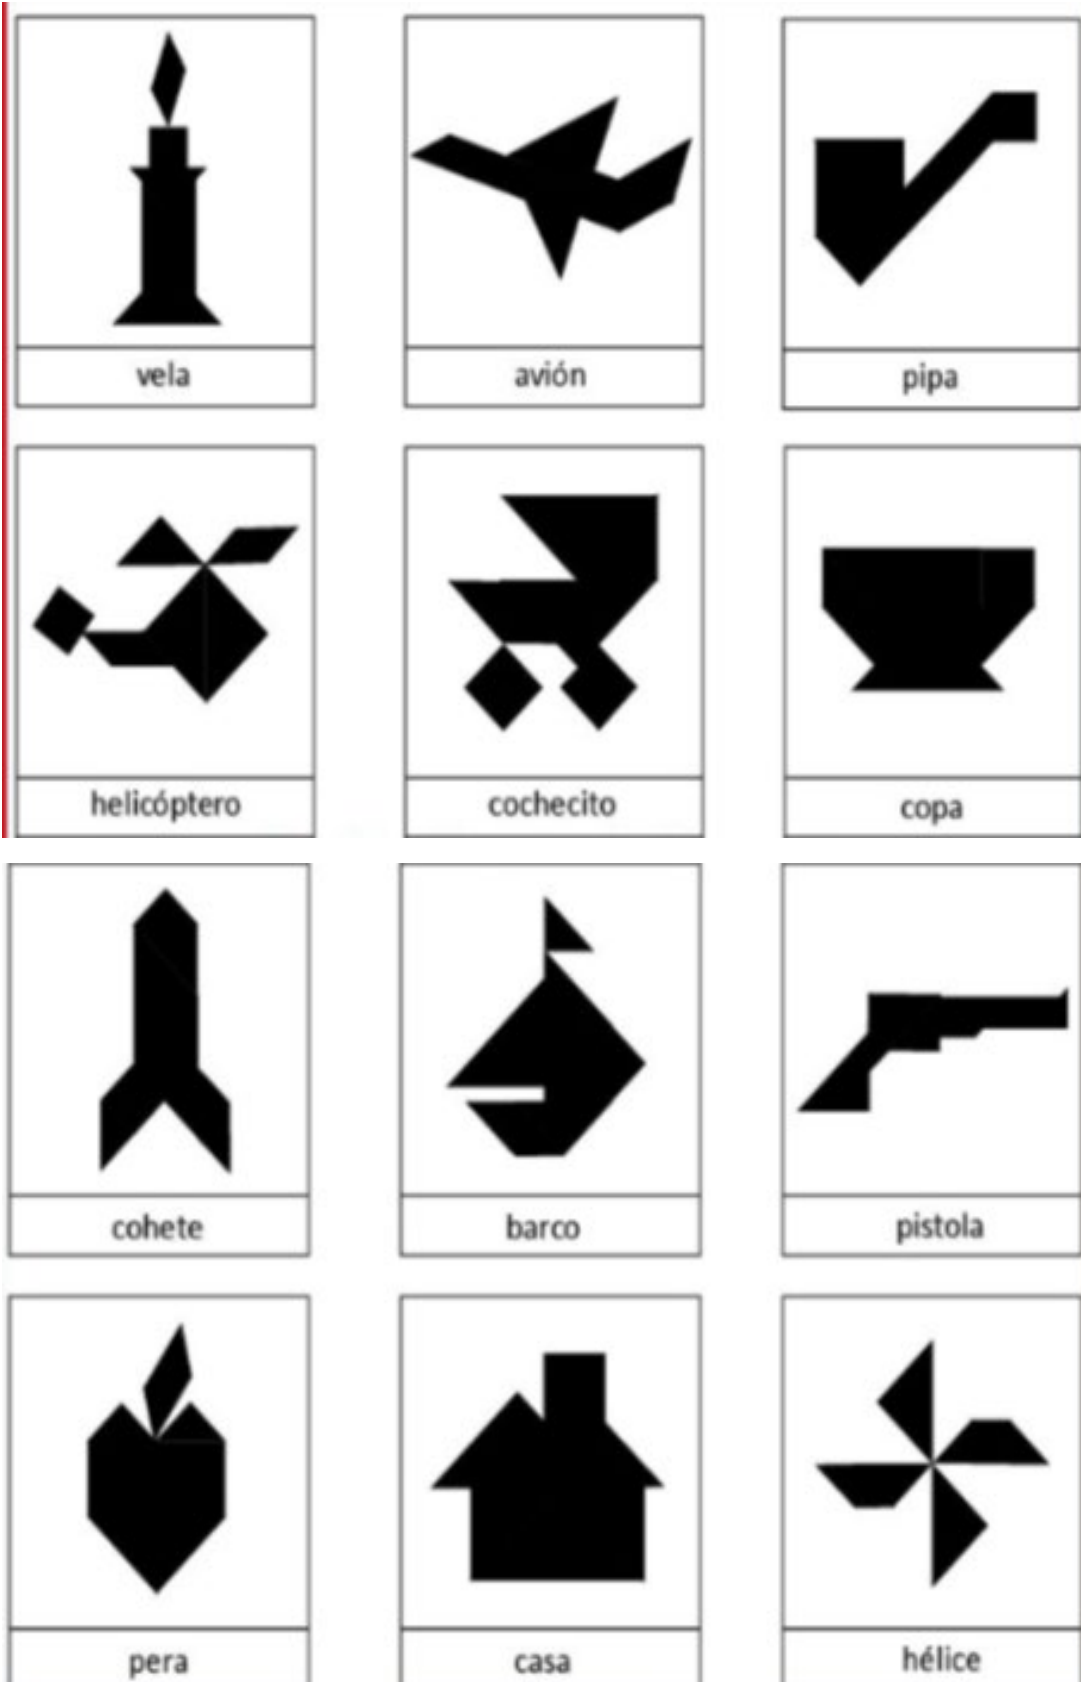 vela
avión
pipa
helicóptero
cochecito
copa
cohete
barco
pistola
pera
casa
hélice